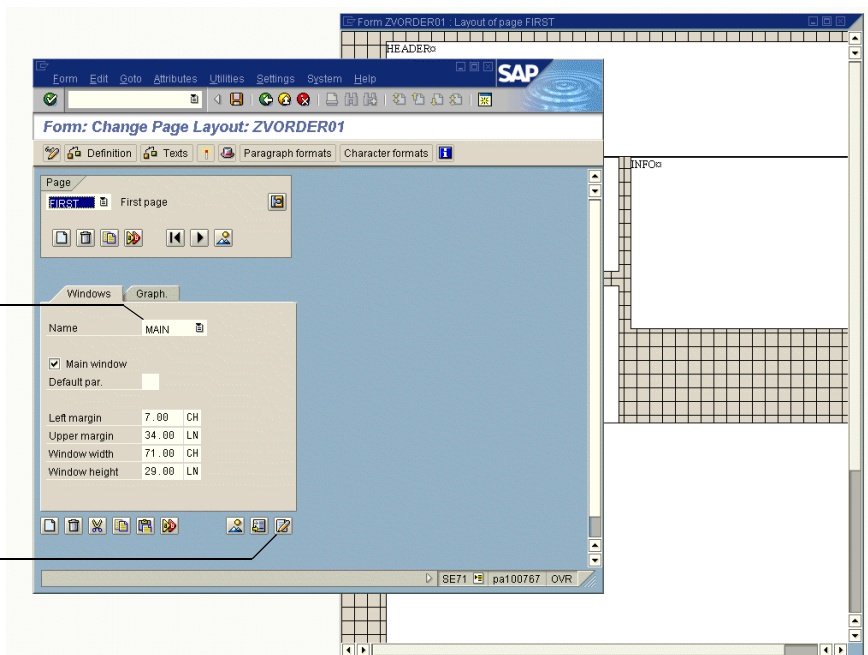 Form ZVORDER01 : Layout of page FIRST
HEADER¤
Form Edit Goto Attributes Utilities Settings System Help
SAP
Form: Change Page Layout: ZVORDER01
Definition Texts Paragraph formats Character formats
Page
FIRST First page
INFO¤
Windows Graph.
Name MAIN
Main window
Default par.
Left margin 7.00 CH
Upper margin 34.00 LN
Window width 71.00 CH
Window height 29.00 LN
SE71 pa100767 OVR